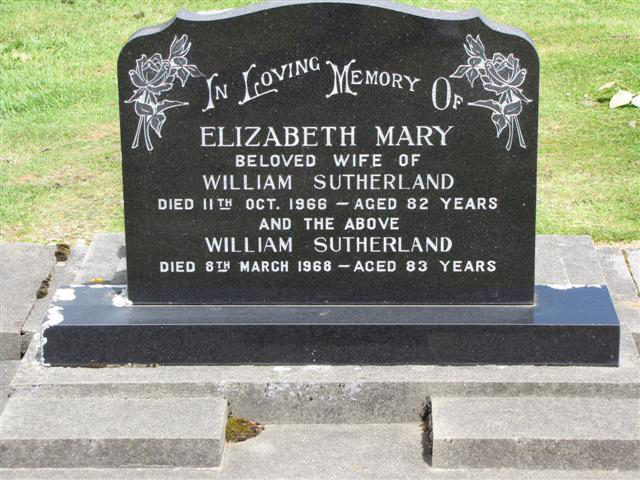 In Loving Memory Of
ELIZABETH MARY
BELOVED WIFE OF
WILLIAM SUTHERLAND
DIED 11TH OCT. 1966 – AGED 82 YEARS
AND THE ABOVE
WILLIAM SUTHERLAND
DIED 8TH MARCH 1968 – AGED 83 YEARS